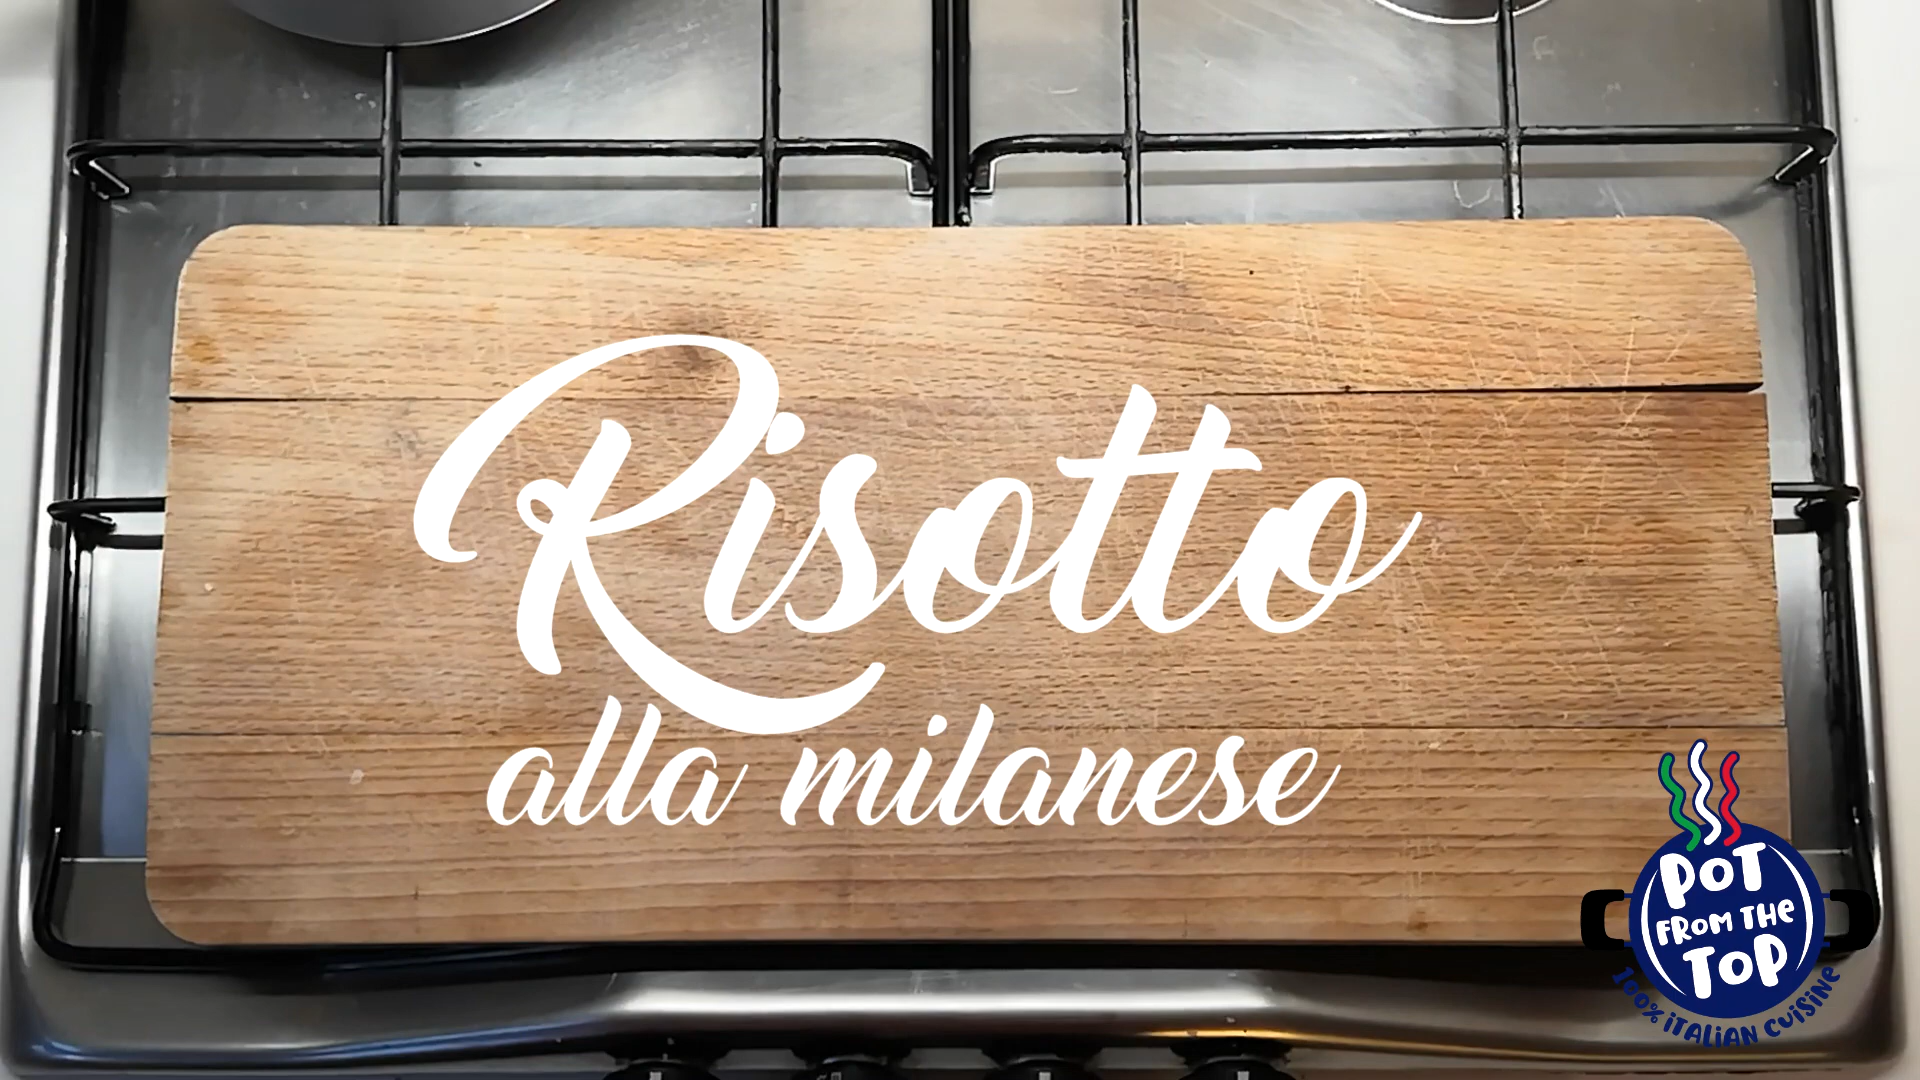 Risotto
alla milanese
POT
FROM THE
TOP
100% iTALiAN CUiSiNE